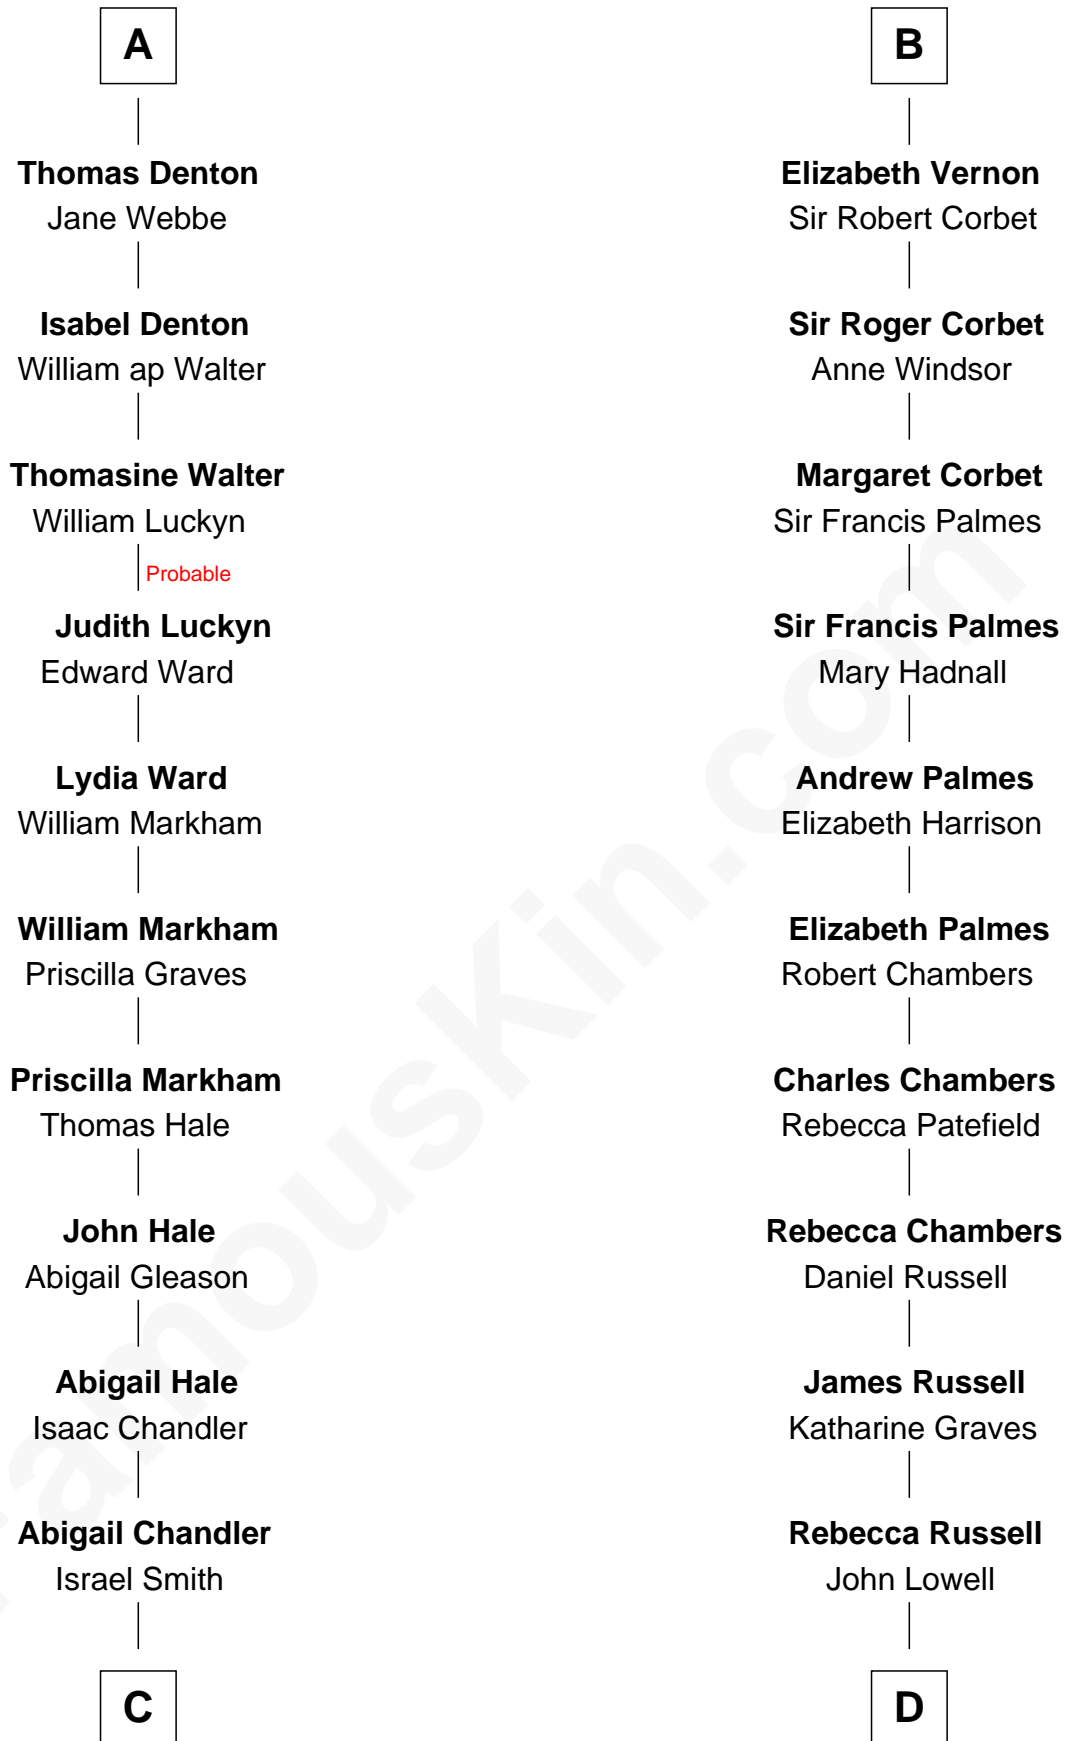 A
Thomas Denton
Jane Webbe
Isabel Denton
William ap Walter
Thomasine Walter
William Luckyn
Probable
Judith Luckyn
Edward Ward
Lydia Ward
William Markham
William Markham
Priscilla Graves
Priscilla Markham
Thomas Hale
John Hale
Abigail Gleason
Abigail Hale
Isaac Chandler
Abigail Chandler
Israel Smith
C
B
Elizabeth Vernon
Sir Robert Corbet
Sir Roger Corbet
Anne Windsor
Margaret Corbet
Sir Francis Palmes
Sir Francis Palmes
Mary Hadnall
Andrew Palmes
Elizabeth Harrison
Elizabeth Palmes
Robert Chambers
Charles Chambers
Rebecca Patefield
Rebecca Chambers
Daniel Russell
James Russell
Katharine Graves
Rebecca Russell
John Lowell
D
FamousKin.com